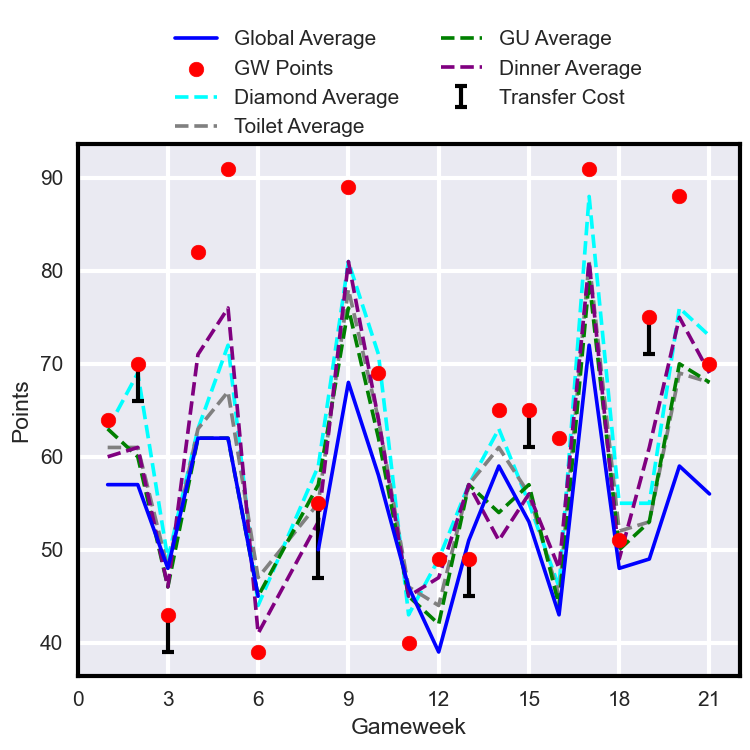 Global Average
GW Points
Diamond Average
Toilet Average
GU Average
Dinner Average
Transfer Cost
Points
90
80
70
60
50
40
0 3 6 9 12 15 18 21
Gameweek